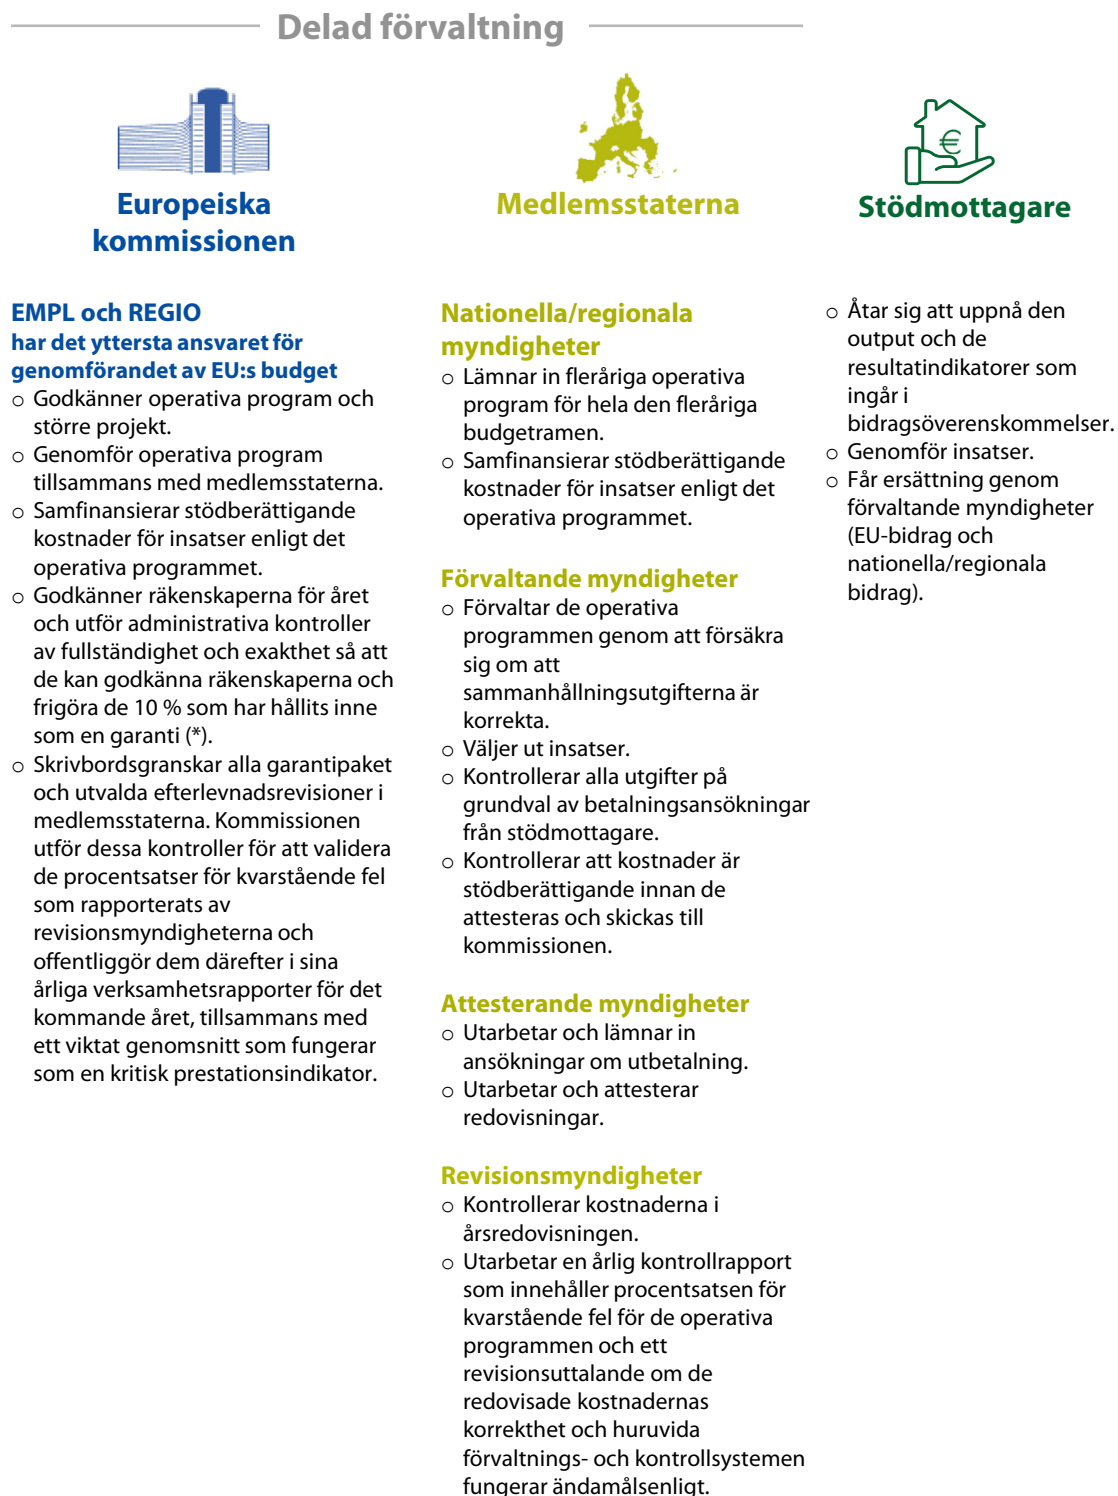 Delad förvaltning
Europeiska
kommissionen
EMPL och REGIO
har det yttersta ansvaret för
genomförandet av EU:s budget
o Godkänner operativa program och
större projekt.
o Genomför operativa program
tillsammans med medlemsstaterna.
o Samfinansierar stödberättigande
kostnader för insatser enligt det
operativa programmet.
o Godkänner räkenskaperna för året
och utför administrativa kontroller
av fullständighet och exakthet så att
de kan godkänna räkenskaperna och
frigöra de 10 % som har hållits inne
som en garanti (*).
o Skrivbordsgranskar alla garantipaket
och utvalda efterlevnadsrevisioner i
medlemsstaterna. Kommissionen
utför dessa kontroller för att validera
de procentsatser för kvarstående fel
som rapporterats av
revisionsmyndigheterna och
offentliggör dem därefter i sina
årliga verksamhetsrapporter för det
kommande året, tillsammans med
ett viktat genomsnitt som fungerar
som en kritisk prestationsindikator.
Medlemsstaterna
Nationella/regionala
myndigheter
o Lämnar in fleråriga operativa
program för hela den fleråriga
budgetramen.
o Samfinansierar stödberättigande
kostnader för insatser enligt det
operativa programmet.
Förvaltande myndigheter
o Förvaltar de operativa
programmen genom att försäkra
sig om att
sammanhållningsutgifterna är
korrekta.
o Väljer ut insatser.
o Kontrollerar alla utgifter på
grundval av betalningsansökningar
från stödmottagare.
o Kontrollerar att kostnader är
stödberättigande innan de
attesteras och skickas till
kommissionen.
Attesterande myndigheter
o Utarbetar och lämnar in
ansökningar om utbetalning.
o Utarbetar och attesterar
redovisningar.
Revisionsmyndigheter
o Kontrollerar kostnaderna i
årsredovisningen.
o Utarbetar en årlig kontrollrapport
som innehåller procentsatsen för
kvarstående fel för de operativa
programmen och ett
revisionsuttalande om de
redovisade kostnadernas
korrekthet och huruvida
förvaltnings- och kontrollsystemen
fungerar ändamålsenligt.
€
Stödmottagare
o Åtar sig att uppnå den
output och de
resultatindikatorer som
ingår i
bidragsöverenskommelser.
o Genomför insatser.
o Får ersättning genom
förvaltande myndigheter
(EU-bidrag och
nationella/regionala
bidrag).